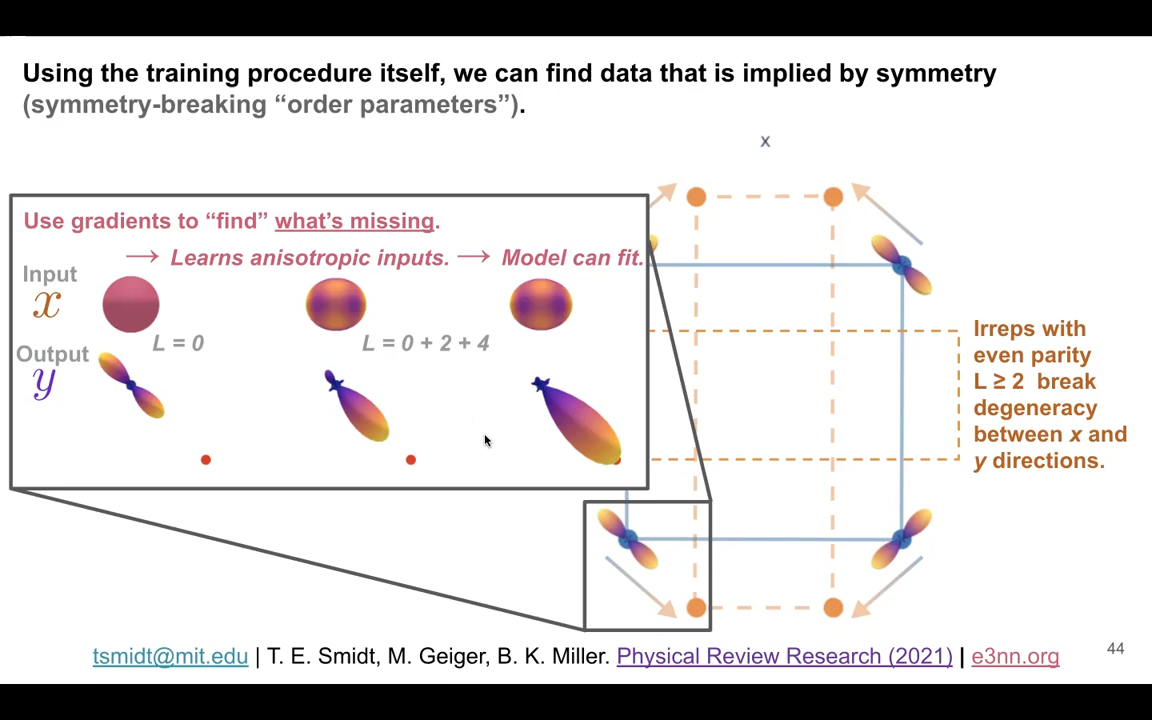 Using the training procedure itself, we can find data that is implied by symmetry
(symmetry-breaking “order parameters”).
x
Use gradients to “find” what’s missing.
→ Learns anisotropic inputs. → Model can fit.
Input
x
L = 0
L = 0 + 2 + 4
Output
y
Irreps with
even parity
L ≥ 2 break
degeneracy
between x and
y directions.
tsmidt@mit.edu | T. E. Smidt, M. Geiger, B. K. Miller. Physical Review Research (2021) | e3nn.org
44